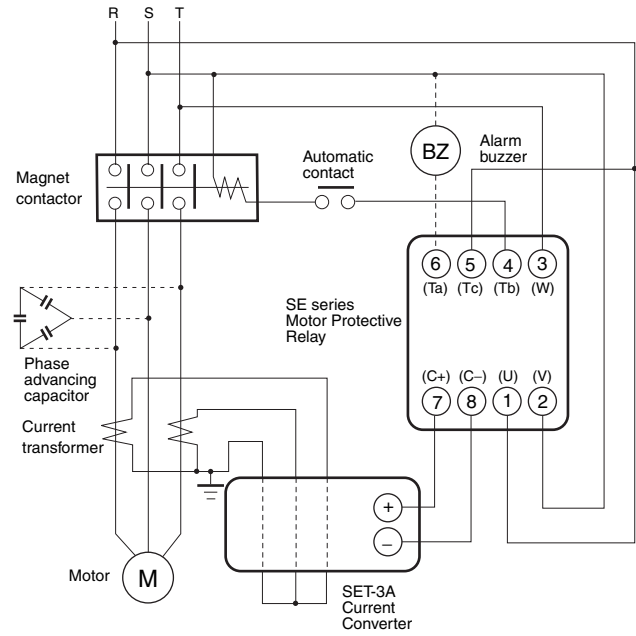 R S T
BZ
Alarm
buzzer
Automatic
contact
Magnet
contactor
6 5 4 3
(Ta) (Tc) (Tb) (W)
SE series
Motor Protective
Relay
(C+) (C−) (U) (V)
7 8 1 2
Phase
advancing
capacitor
Current
transformer
+
−
Motor
M
SET-3A
Current
Converter